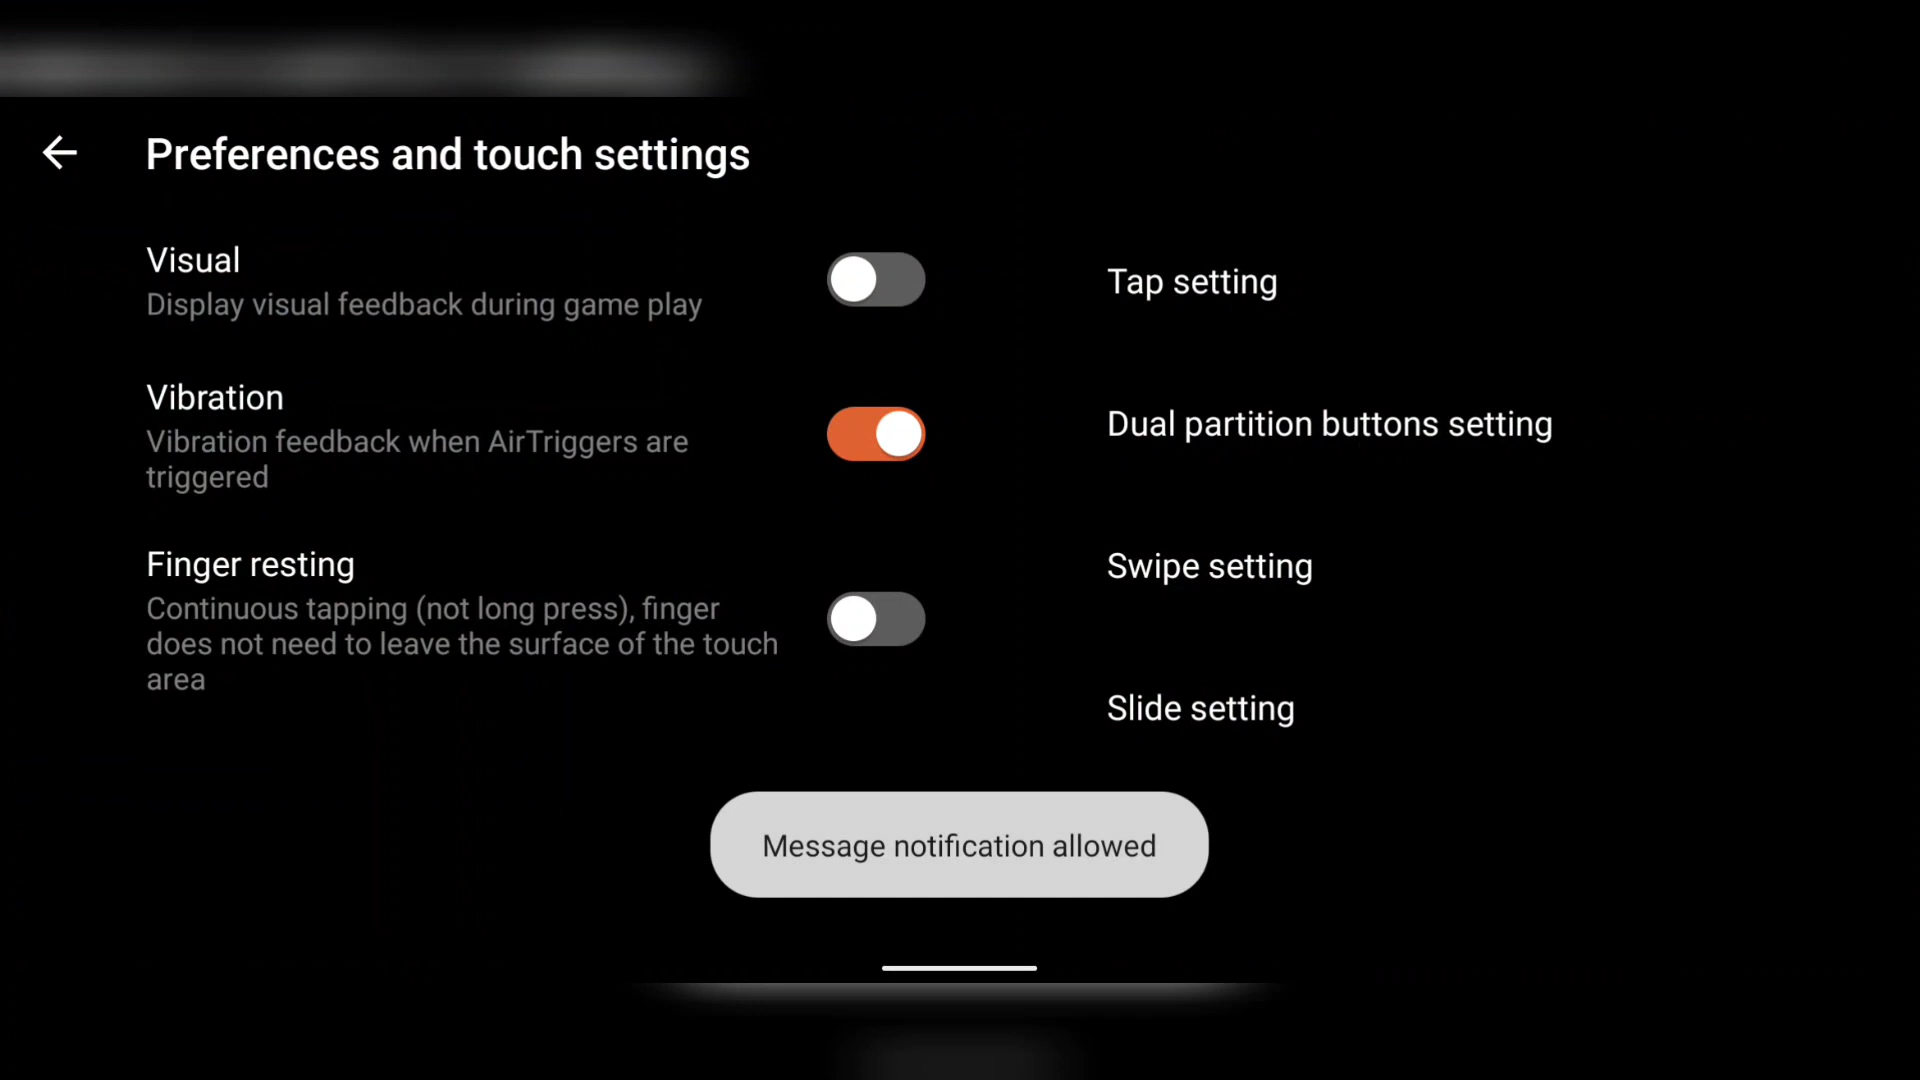 Preferences and touch settings
Visual
Display visual feedback during game play
Vibration
Vibration feedback when AirTriggers are
triggered
Finger resting
Continuous tapping (not long press), finger
does not need to leave the surface of the touch
area
Tap setting
Dual partition buttons setting
Swipe setting
Slide setting
Message notification allowed